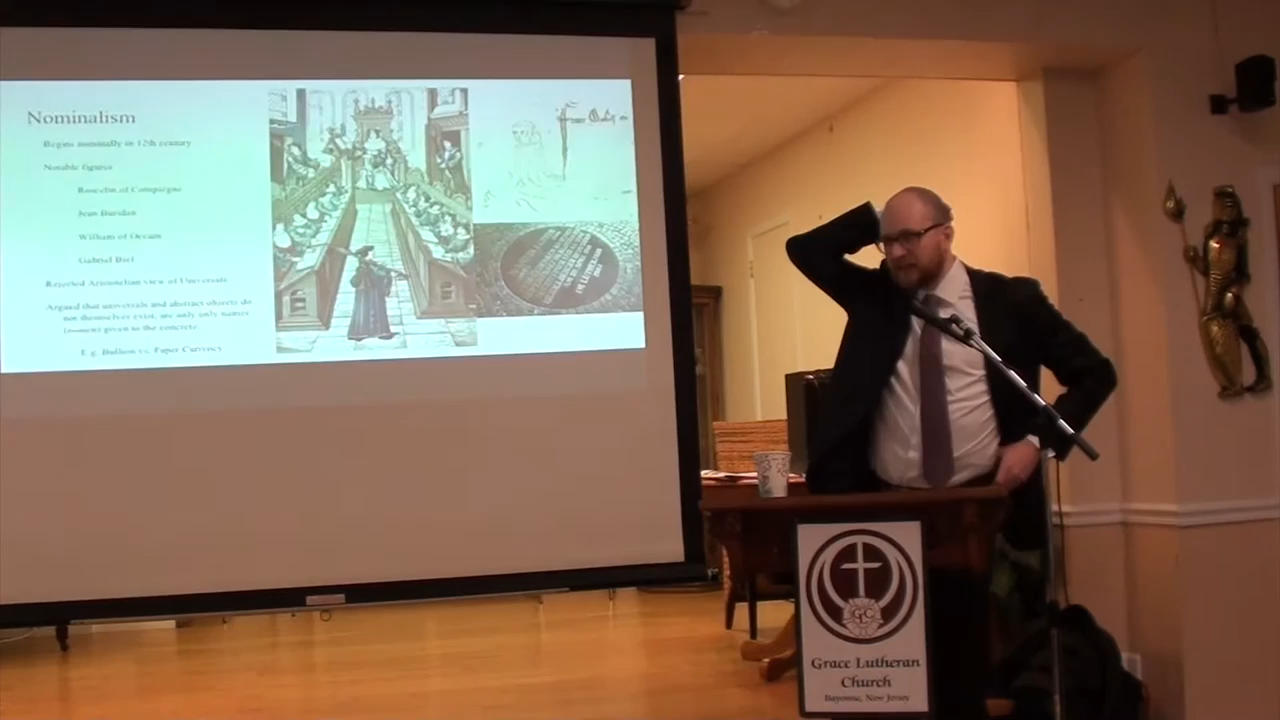 Nominalism
Begins nominally in 12th century
Notable figures
Roscelin of Compiegne
Jean Buridan
William of Occam
Gabriel Biel
Rejected Aristotelian view of Universals
Argued that universals and abstract objects do
not themselves exist, are only only names
given to the concrete.
E.g. Bullion vs. Paper Currency
GLC
Grace Lutheran
Church
Bayonne, New Jersey